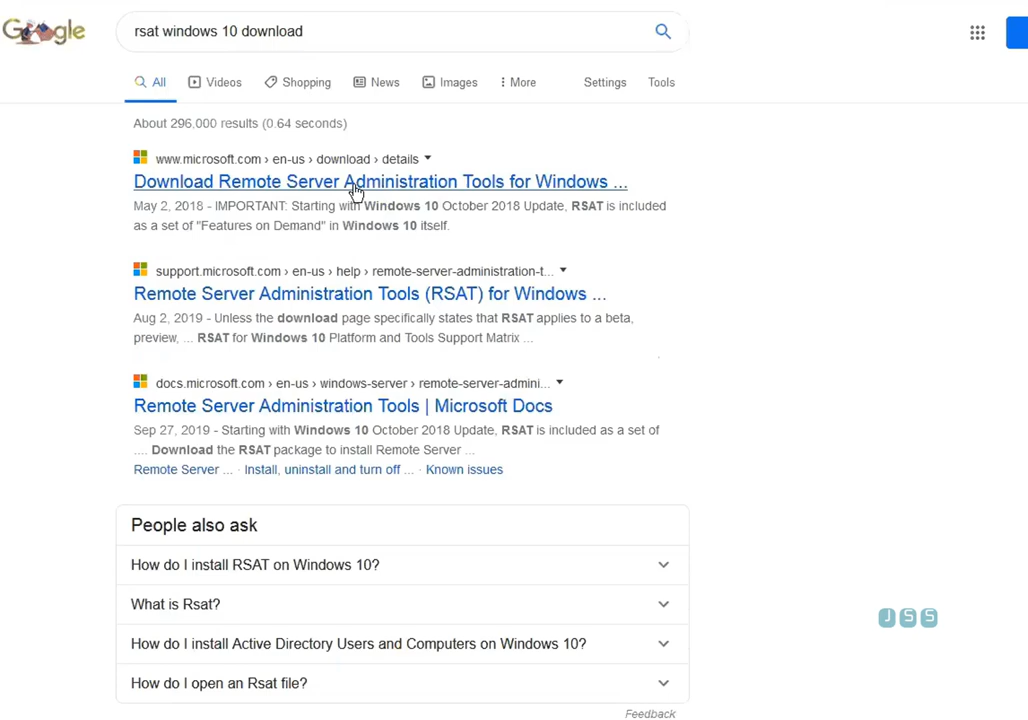 Google
rsat windows 10 download
All Videos Shopping News Images More Settings Tools
About 296,000 results (0.64 seconds)
www.microsoft.com › en-us › download › details
Download Remote Server Administration Tools for Windows ...
May 2, 2018 - IMPORTANT: Starting with Windows 10 October 2018 Update, RSAT is included
as a set of "Features on Demand" in Windows 10 itself.
support.microsoft.com › en-us › help › remote-server-administration-t...
Remote Server Administration Tools (RSAT) for Windows ...
Aug 2, 2019 - Unless the download page specifically states that RSAT applies to a beta,
preview, ... RSAT for Windows 10 Platform and Tools Support Matrix ...
docs.microsoft.com › en-us › windows-server › remote-server-admini...
Remote Server Administration Tools | Microsoft Docs
Sep 27, 2019 - Starting with Windows 10 October 2018 Update, RSAT is included as a set of
.... Download the RSAT package to install Remote Server ...
Remote Server ... · Install, uninstall and turn off ... · Known issues
People also ask
How do I install RSAT on Windows 10?
What is Rsat?
How do I install Active Directory Users and Computers on Windows 10?
How do I open an Rsat file?
JSS
Feedback